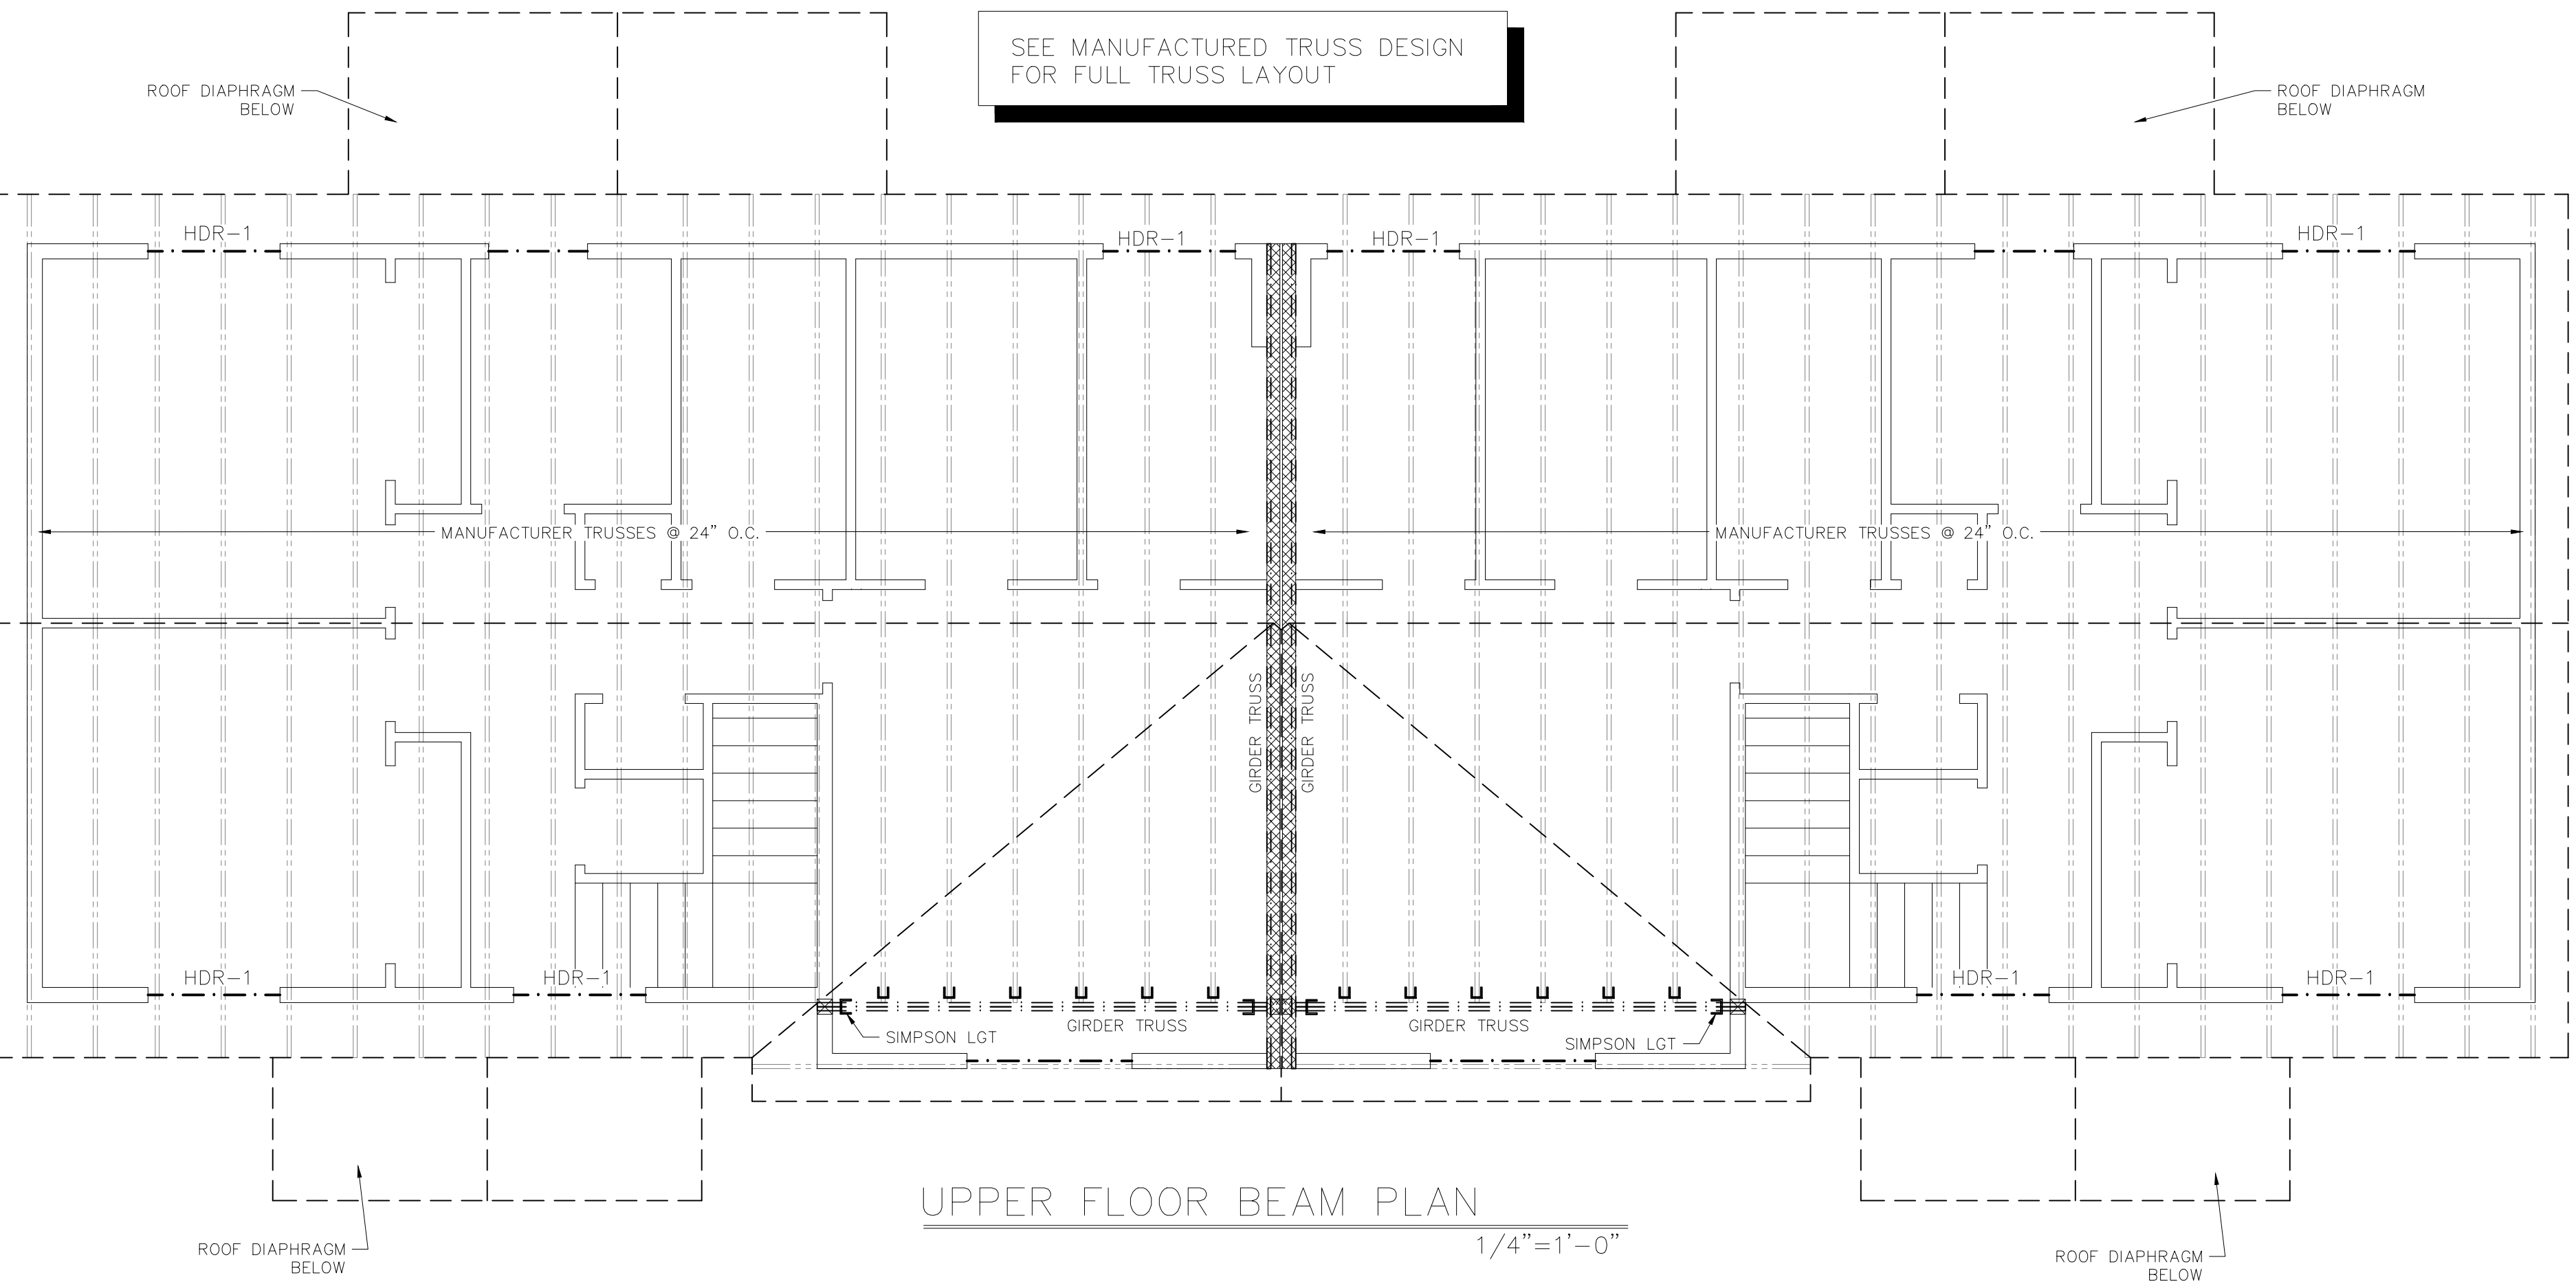 SEE MANUFACTURED TRUSS DESIGN
FOR FULL TRUSS LAYOUT
ROOF DIAPHRAGM
BELOW
ROOF DIAPHRAGM
BELOW
HDR-1
HDR-1
HDR-1
HDR-1
MANUFACTURER TRUSSES @ 24" O.C.
MANUFACTURER TRUSSES @ 24" O.C.
GIRDER TRUSS
GIRDER TRUSS
HDR-1
HDR-1
HDR-1
HDR-1
GIRDER TRUSS
GIRDER TRUSS
SIMPSON LGT
SIMPSON LGT
UPPER FLOOR BEAM PLAN
1/4"=1'-0"
ROOF DIAPHRAGM
BELOW
ROOF DIAPHRAGM
BELOW